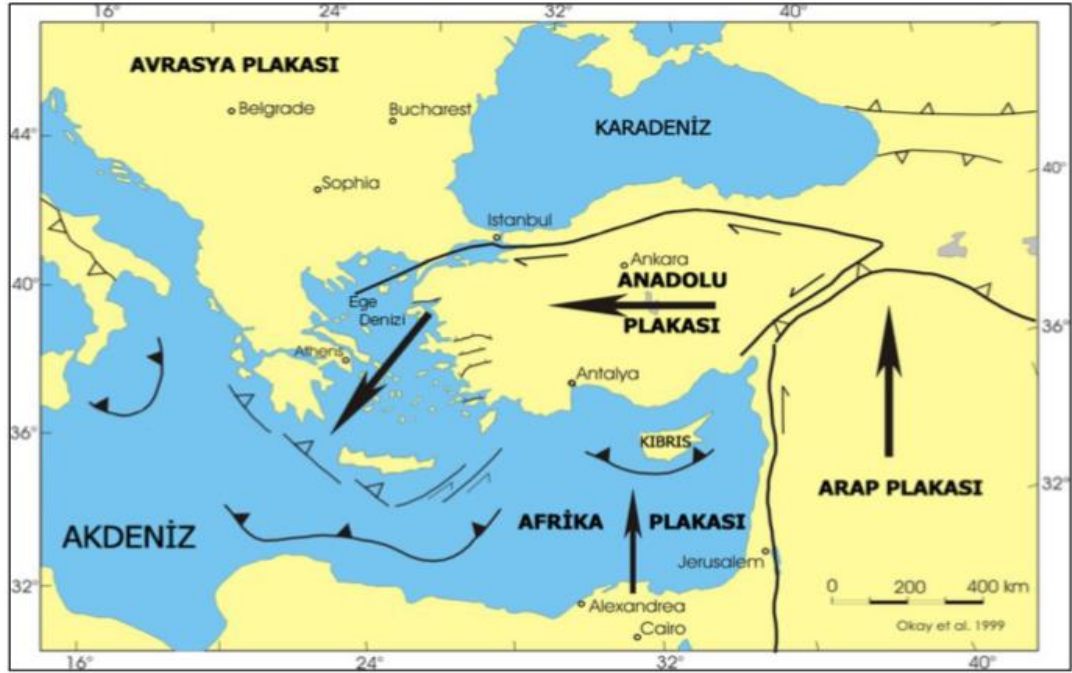 16°
24°
32°
40°
AVRASYA PLAKASI
Belgrade
Bucharest
KARADENİZ
44°
40°
Sophia
Istanbul
Ankara
ANADOLU
PLAKASI
40°
Ege
Denizi
36°
Athens
Antalya
36°
KIBRIS
32°
ARAP PLAKASI
AFRİKA PLAKASI
AKDENİZ
Jerusalem
32°
0 200 400 km
Alexandrea
Okay et al. 1999
Cairo
16°
24°
32°
40°